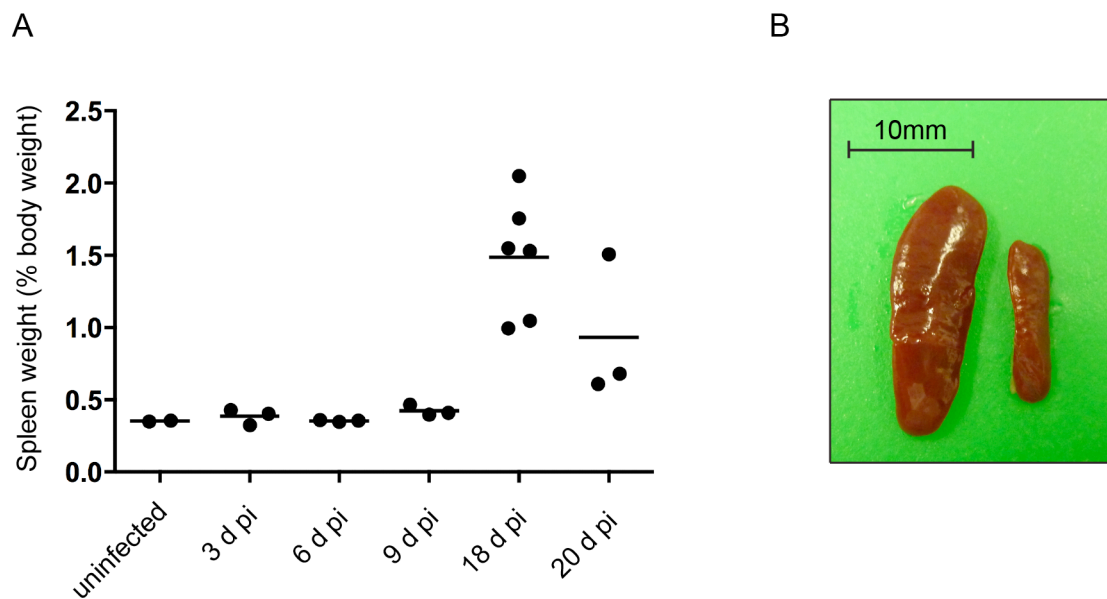 A
B
Spleen weight (% body weight)
2.5
2.0
1.5
1.0
0.5
0.0
uninfected
3 d pi
6 d pi
9 d pi
18 d pi
20 d pi
10mm